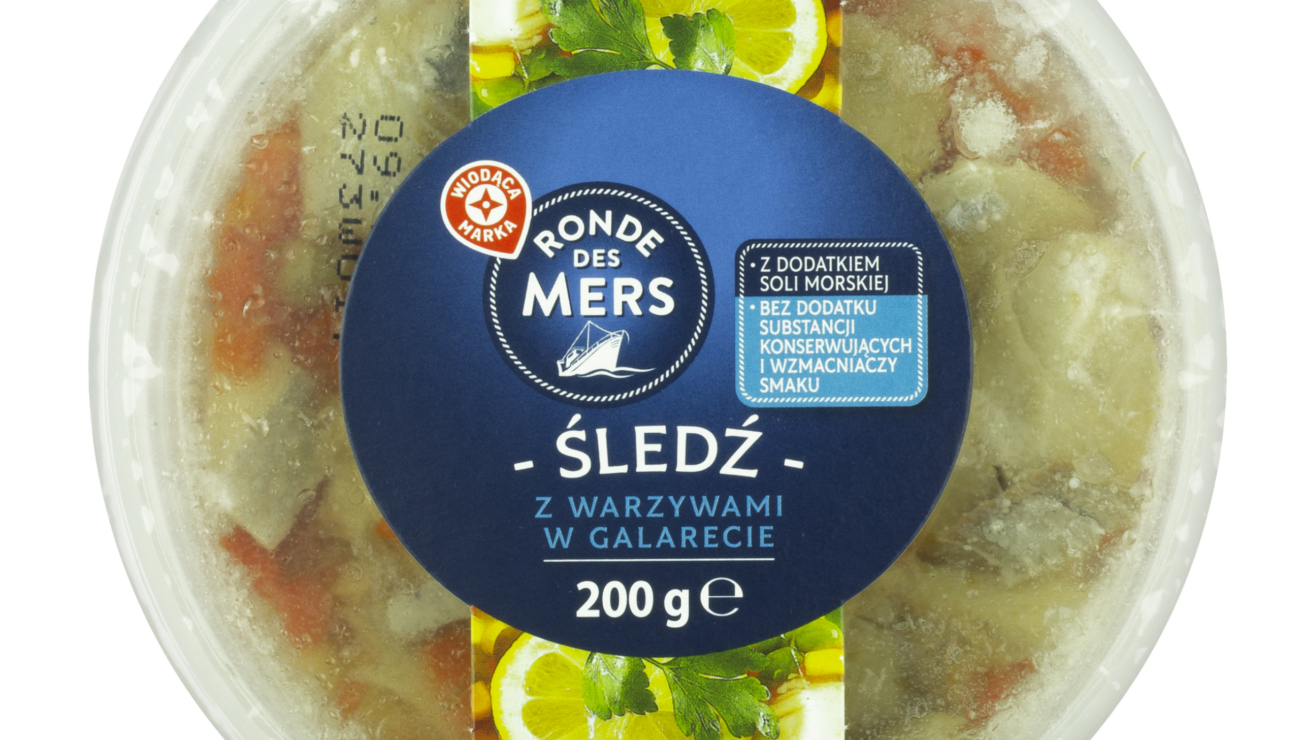 WIODĄCA
MARKA
RONDE
DES
MERS
• Z DODATKIEM
SOLI MORSKIEJ
• BEZ DODATKU
SUBSTANCJI
KONSERWUJĄCYCH
I WZMACNIACZY
SMAKU
- ŚLEDŹ -
Z WARZYWAMI
W GALARECIE
200 g ℮